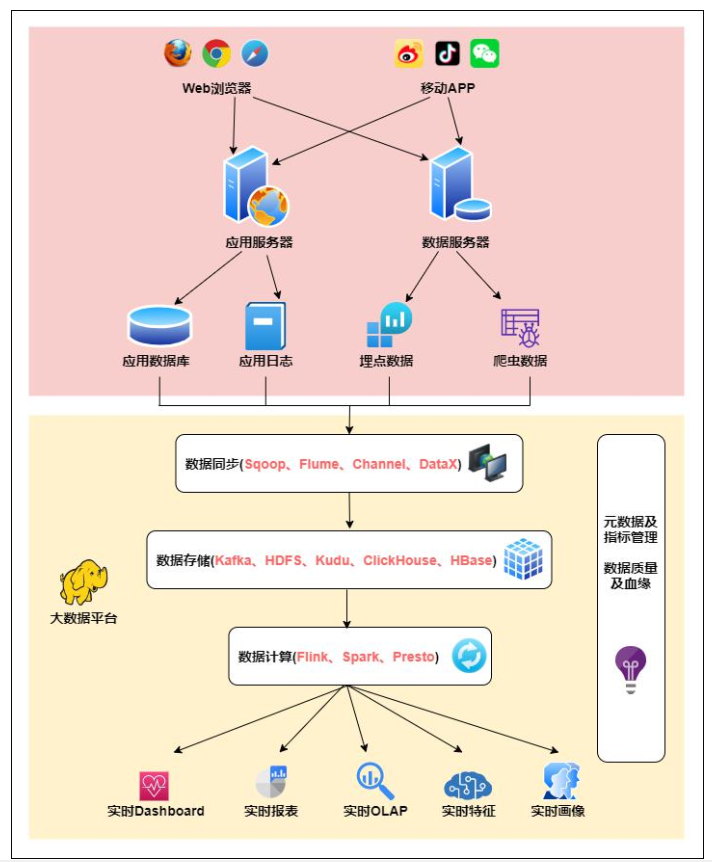 Web浏览器
移动APP
应用服务器
数据服务器
应用数据库
应用日志
埋点数据
爬虫数据
数据同步(Sqoop、Flume、Channel、DataX)
数据存储(Kafka、HDFS、Kudu、ClickHouse、HBase)
大数据平台
数据计算(Flink、Spark、Presto)
元数据及
指标管理
数据质量
及血缘
实时Dashboard
实时报表
实时OLAP
实时特征
实时画像